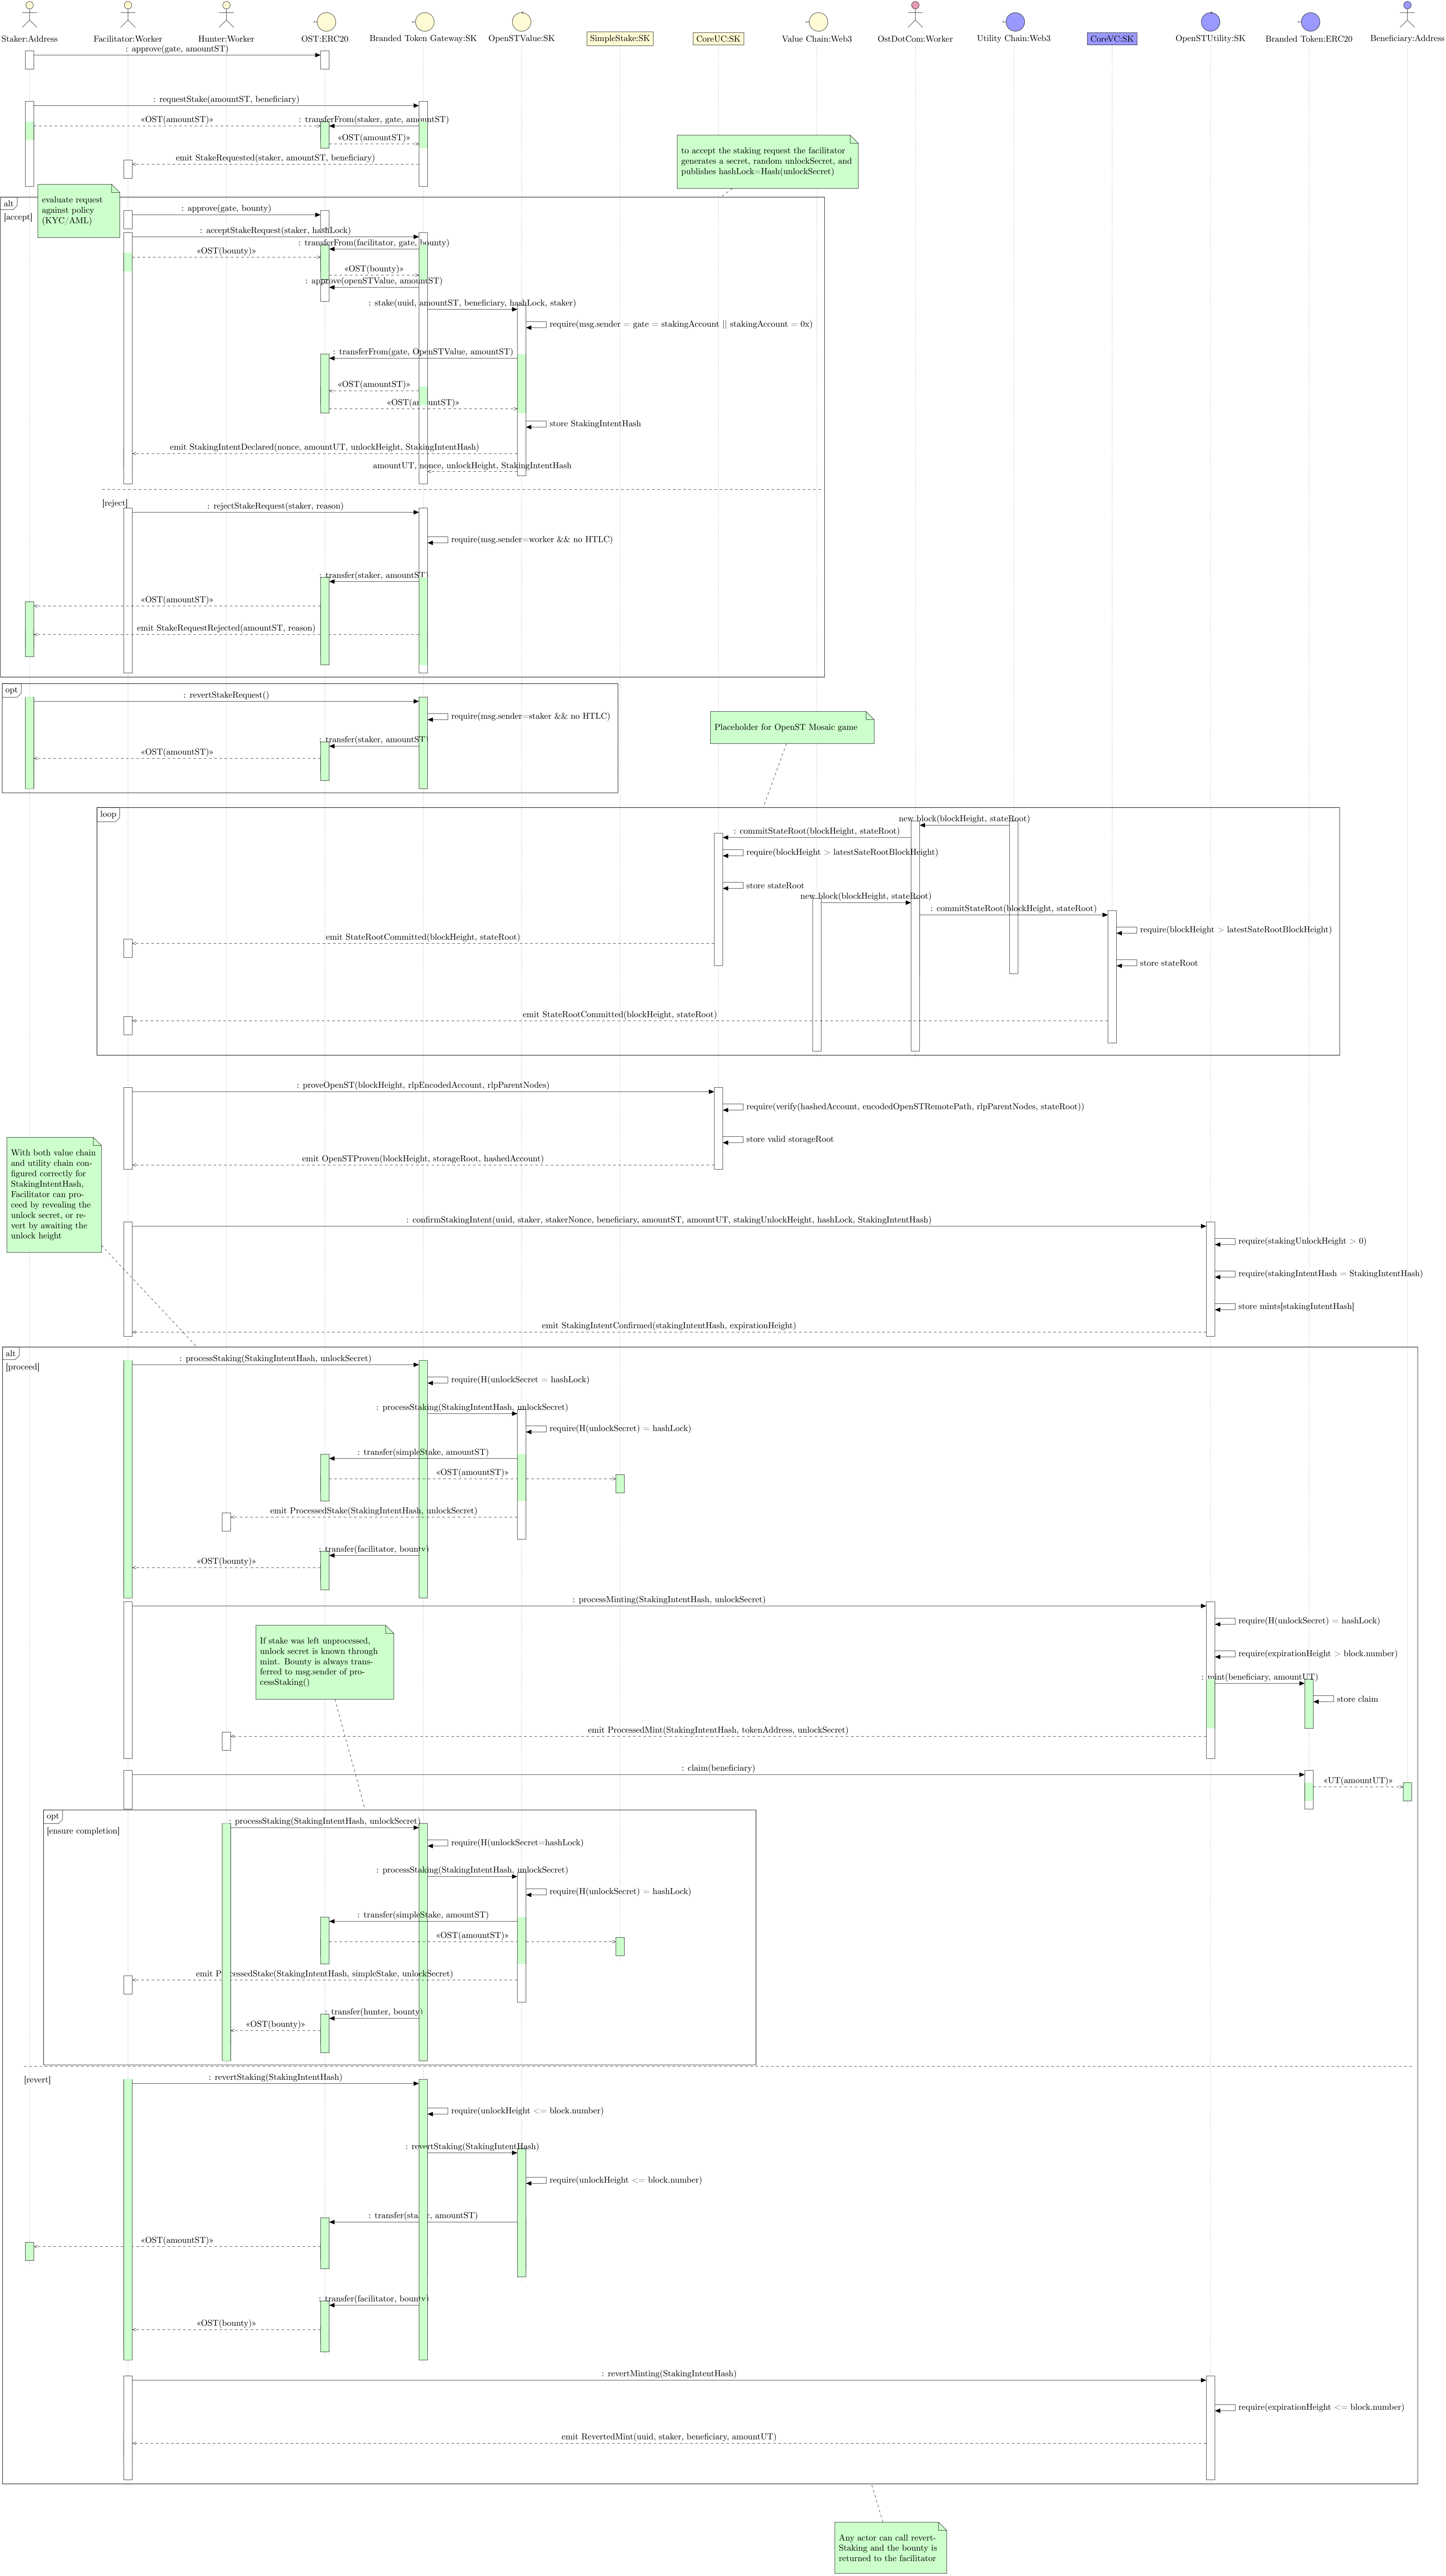 Staker:Address
Facilitator:Worker
Hunter:Worker
OST:ERC20
Branded Token Gateway:SK
OpenSTValue:SK
SimpleStake:SK
CoreUC:SK
Value Chain:Web3
OstDotCom:Worker
Utility Chain:Web3
CoreVC:SK
OpenSTUtility:SK
Branded Token:ERC20
Beneficiary:Address
: approve(gate, amountST)
: requestStake(amountST, beneficiary)
«OST(amountST)»
: transferFrom(staker, gate, amountST)
«OST(amountST)»
emit StakeRequested(staker, amountST, beneficiary)
to accept the staking request the facilitator
generates a secret, random unlockSecret, and
publishes hashLock=Hash(unlockSecret)
alt
[accept]
evaluate request
against policy
(KYC/AML)
: approve(gate, bounty)
: acceptStakeRequest(staker, hashLock)
: transferFrom(facilitator, gate, bounty)
«OST(bounty)»
«OST(bounty)»
: approve(openSTValue, amountST)
: stake(uuid, amountST, beneficiary, hashLock, staker)
require(msg.sender = gate = stakingAccount || stakingAccount = 0x)
: transferFrom(gate, OpenSTValue, amountST)
«OST(amountST)»
«OST(amountST)»
store StakingIntentHash
emit StakingIntentDeclared(nonce, amountUT, unlockHeight, StakingIntentHash)
amountUT, nonce, unlockHeight, StakingIntentHash
[reject]
: rejectStakeRequest(staker, reason)
require(msg.sender=worker && no HTLC)
: transfer(staker, amountST)
«OST(amountST)»
emit StakeRequestRejected(amountST, reason)
opt
: revertStakeRequest()
require(msg.sender=staker && no HTLC)
: transfer(staker, amountST)
«OST(amountST)»
Placeholder for OpenST Mosaic game
loop
new block(blockHeight, stateRoot)
: commitStateRoot(blockHeight, stateRoot)
require(blockHeight > latestSateRootBlockHeight)
store stateRoot
new block(blockHeight, stateRoot)
: commitStateRoot(blockHeight, stateRoot)
require(blockHeight > latestSateRootBlockHeight)
emit StateRootCommitted(blockHeight, stateRoot)
store stateRoot
emit StateRootCommitted(blockHeight, stateRoot)
: proveOpenST(blockHeight, rlpEncodedAccount, rlpParentNodes)
require(verify(hashedAccount, encodedOpenSTRemotePath, rlpParentNodes, stateRoot))
store valid storageRoot
emit OpenSTProven(blockHeight, storageRoot, hashedAccount)
With both value chain
and utility chain con-
figured correctly for
StakingIntentHash,
Facilitator can pro-
ceed by revealing the
unlock secret, or re-
vert by awaiting the
unlock height
: confirmStakingIntent(uuid, staker, stakerNonce, beneficiary, amountST, amountUT, stakingUnlockHeight, hashLock, StakingIntentHash)
require(stakingUnlockHeight > 0)
require(stakingIntentHash = StakingIntentHash)
store mints[stakingIntentHash]
emit StakingIntentConfirmed(stakingIntentHash, expirationHeight)
alt
[proceed]
: processStaking(StakingIntentHash, unlockSecret)
require(H(unlockSecret = hashLock)
: processStaking(StakingIntentHash, unlockSecret)
require(H(unlockSecret) = hashLock)
: transfer(simpleStake, amountST)
«OST(amountST)»
emit ProcessedStake(StakingIntentHash, unlockSecret)
: transfer(facilitator, bounty)
«OST(bounty)»
: processMinting(StakingIntentHash, unlockSecret)
require(H(unlockSecret) = hashLock)
If stake was left unprocessed,
unlock secret is known through
mint. Bounty is always trans-
ferred to msg.sender of pro-
cessStaking()
require(expirationHeight > block.number)
: mint(beneficiary, amountUT)
store claim
emit ProcessedMint(StakingIntentHash, tokenAddress, unlockSecret)
: claim(beneficiary)
«UT(amountUT)»
opt
[ensure completion]
: processStaking(StakingIntentHash, unlockSecret)
require(H(unlockSecret=hashLock)
: processStaking(StakingIntentHash, unlockSecret)
require(H(unlockSecret) = hashLock)
: transfer(simpleStake, amountST)
«OST(amountST)»
emit ProcessedStake(StakingIntentHash, simpleStake, unlockSecret)
: transfer(hunter, bounty)
«OST(bounty)»
[revert]
: revertStaking(StakingIntentHash)
require(unlockHeight <= block.number)
: revertStaking(StakingIntentHash)
require(unlockHeight <= block.number)
: transfer(staker, amountST)
«OST(amountST)»
: transfer(facilitator, bounty)
«OST(bounty)»
: revertMinting(StakingIntentHash)
require(expirationHeight <= block.number)
emit RevertedMint(uuid, staker, beneficiary, amountUT)
Any actor can call revert-
Staking and the bounty is
returned to the facilitator